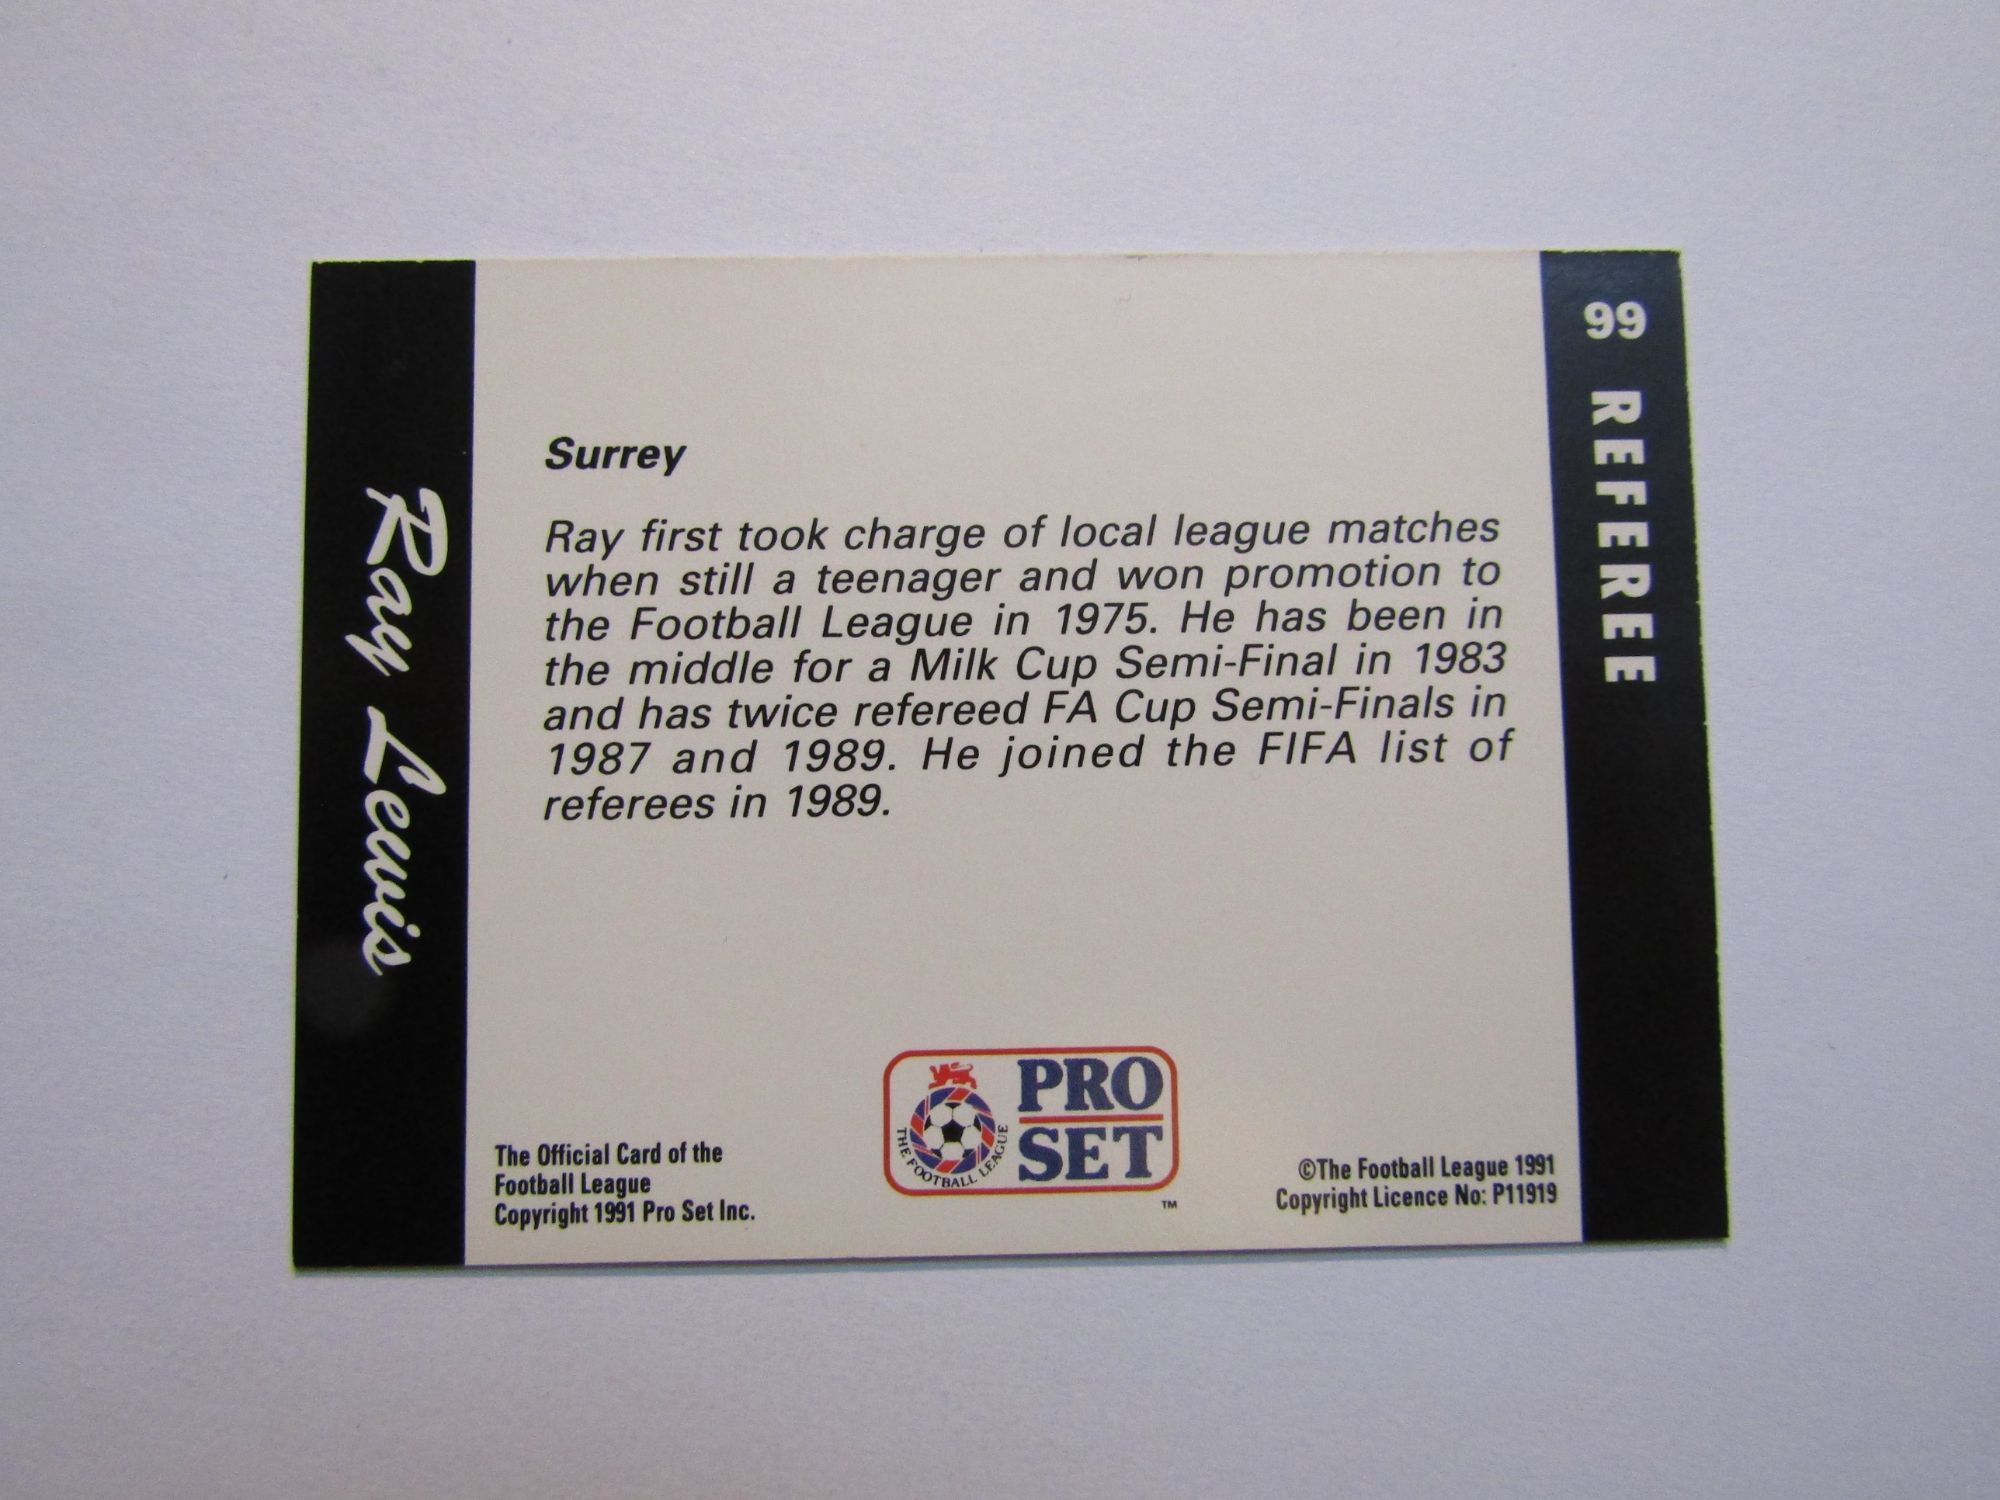 Ray Lewis
99 REFEREE
Surrey
Ray first took charge of local league matches
when still a teenager and won promotion to
the Football League in 1975. He has been in
the middle for a Milk Cup Semi-Final in 1983
and has twice refereed FA Cup Semi-Finals in
1987 and 1989. He joined the FIFA list of
referees in 1989.
The Official Card of the
Football League
Copyright 1991 Pro Set Inc.
THE FOOTBALL LEAGUE
PRO
SET
™
©The Football League 1991
Copyright Licence No: P11919